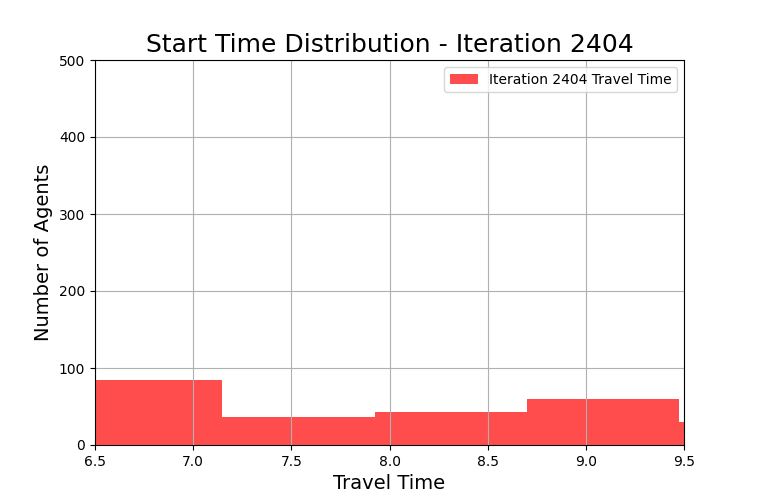 Start Time Distribution - Iteration 2404
Iteration 2404 Travel Time
Number of Agents
500
400
300
200
100
0
6.5 7.0 7.5 8.0 8.5 9.0 9.5
Travel Time